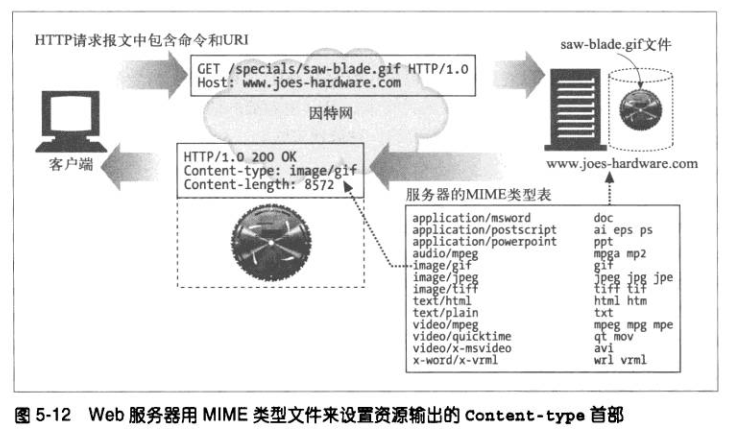 HTTP请求报文中包含命令和URI
GET /specials/saw-blade.gif HTTP/1.0
Host: www.joes-hardware.com
saw-blade.gif文件
因特网
客户端
www.joes-hardware.com
HTTP/1.0 200 OK
Content-type: image/gif
Content-length: 8572
服务器的MIME类型表
application/msword doc
application/postscript ai eps ps
application/powerpoint ppt
audio/mpeg mpga mp2
image/gif gif
image/jpeg jpeg jpg jpe
image/tiff tiff tif
text/html html htm
text/plain txt
video/mpeg mpeg mpg mpe
video/quicktime qt mov
video/x-msvideo avi
x-word/x-vrml wrl vrml
图 5-12 Web 服务器用 MIME 类型文件来设置资源输出的 Content-type 首部